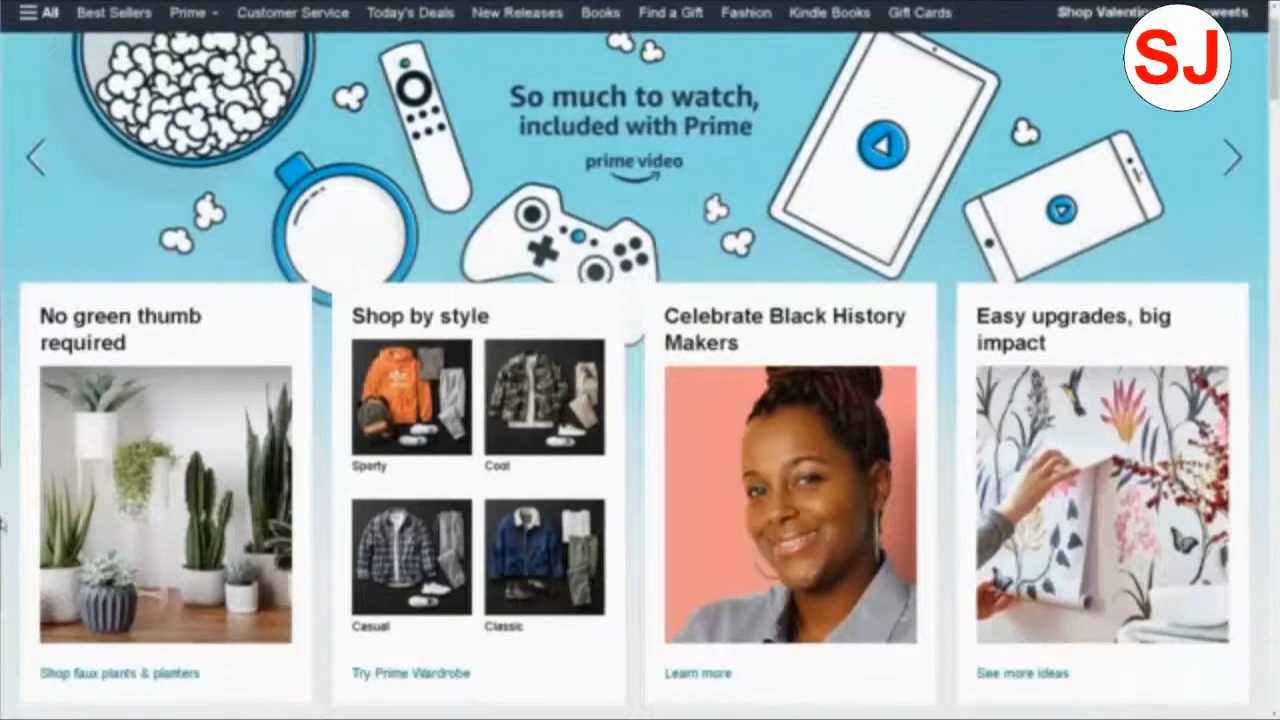 All Best Sellers Prime Customer Service Today's Deals New Releases Books Find a Gift Fashion Kindle Books Gift Cards Shop
SJ
So much to watch,
included with Prime
prime video
No green thumb
required
Shop faux plants & planters
Shop by style
Sporty
Cool
Casual
Classic
Try Prime Wardrobe
Celebrate Black History
Makers
Learn more
Easy upgrades, big
impact
See more ideas